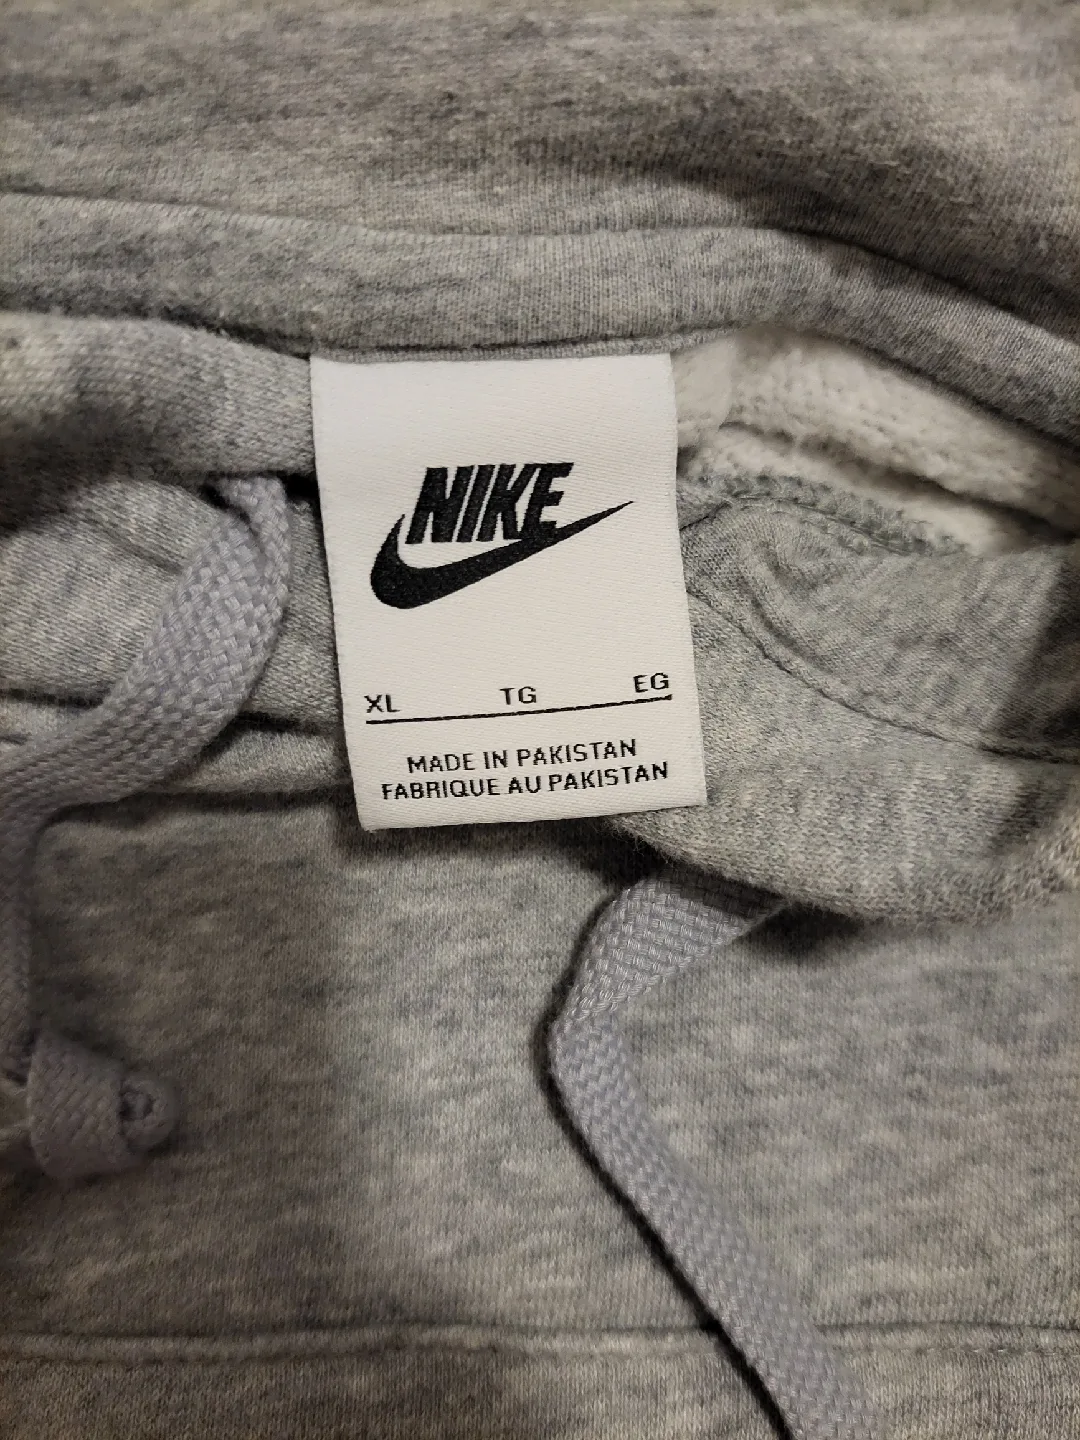 NIKE
XL TG EG
MADE IN PAKISTAN
FABRIQUE AU PAKISTAN